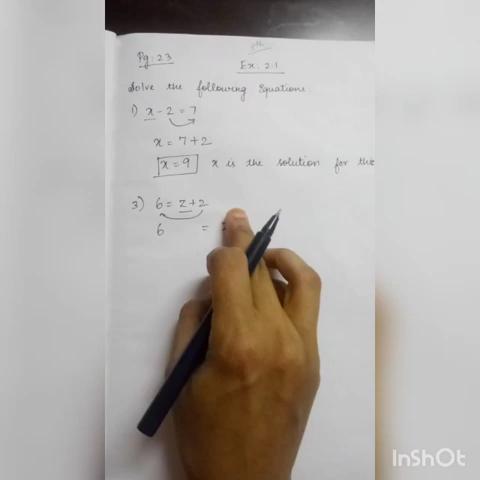 Pg: 23
Ex: 2.1
Solve the following Equations.
1) x - 2 = 7
x = 7 + 2
x = 9 x is the solution for the
3) 6 = z + 2
6 =
InShOt